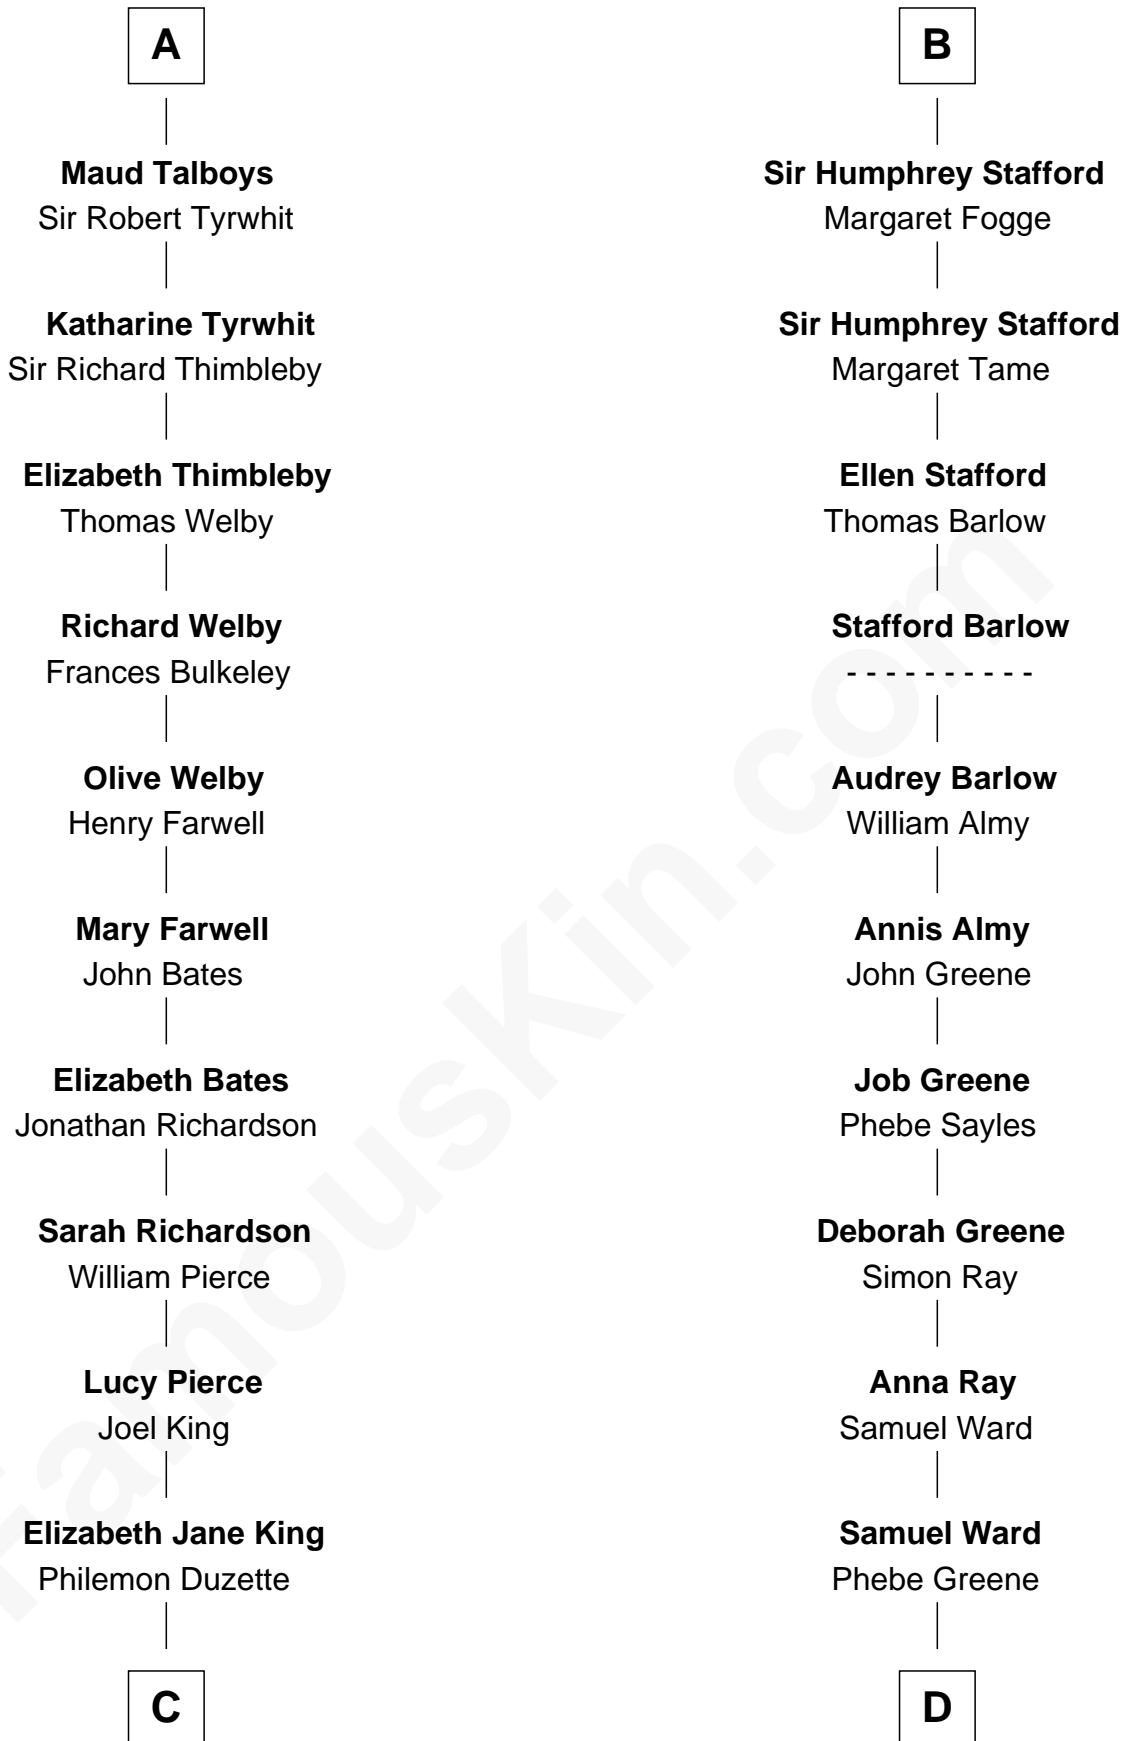 A
Maud Talboys
Sir Robert Tyrwhit
Katharine Tyrwhit
Sir Richard Thimbleby
Elizabeth Thimbleby
Thomas Welby
Richard Welby
Frances Bulkeley
Olive Welby
Henry Farwell
Mary Farwell
John Bates
Elizabeth Bates
Jonathan Richardson
Sarah Richardson
William Pierce
Lucy Pierce
Joel King
Elizabeth Jane King
Philemon Duzette
C
B
Sir Humphrey Stafford
Margaret Fogge
Sir Humphrey Stafford
Margaret Tame
Ellen Stafford
Thomas Barlow
Stafford Barlow
- - - - - - - - - -
Audrey Barlow
William Almy
Annis Almy
John Greene
Job Greene
Phebe Sayles
Deborah Greene
Simon Ray
Anna Ray
Samuel Ward
Samuel Ward
Phebe Greene
D
FamousKin.com